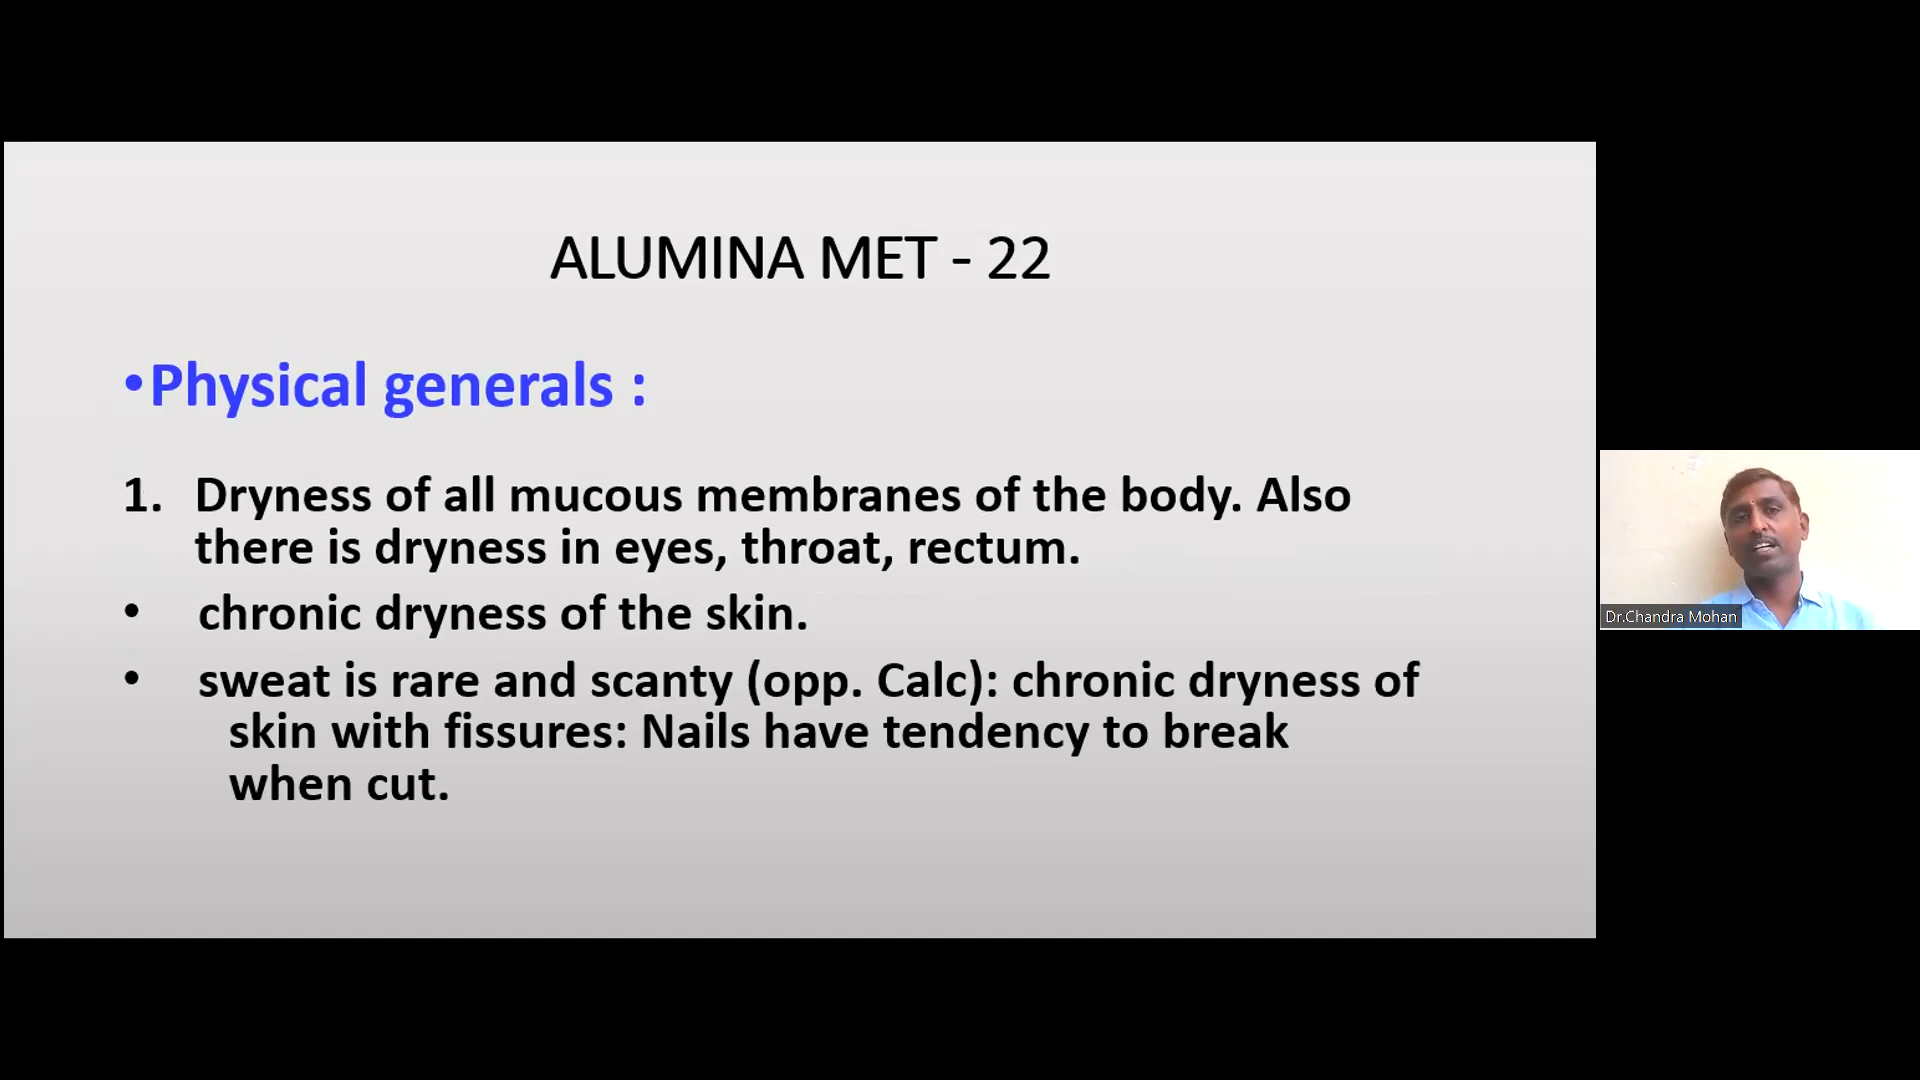 ALUMINA MET - 22
•Physical generals :
1. Dryness of all mucous membranes of the body. Also
there is dryness in eyes, throat, rectum.
• chronic dryness of the skin.
• sweat is rare and scanty (opp. Calc): chronic dryness of
skin with fissures: Nails have tendency to break
when cut.
Dr.Chandra Mohan